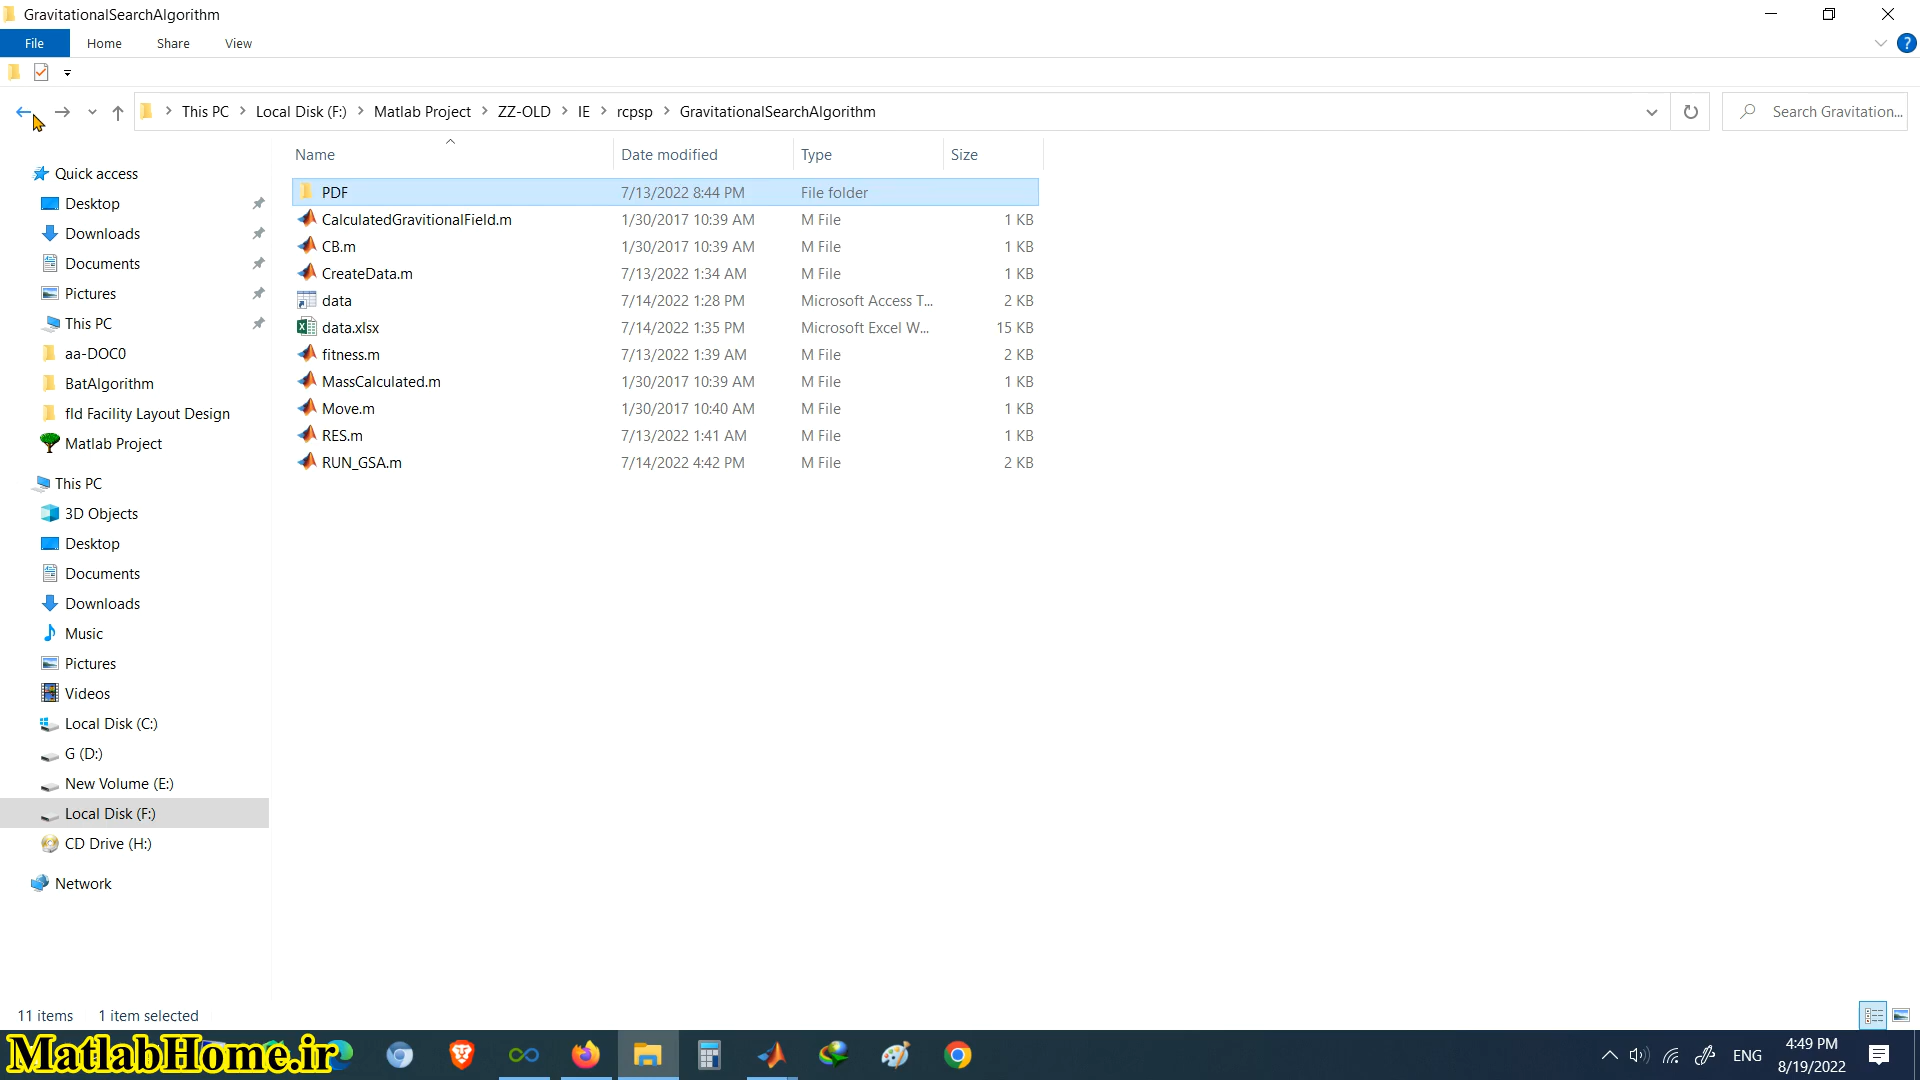 GravitationalSearchAlgorithm
File Home Share View
This PC Local Disk (F:) Matlab Project ZZ-OLD IE rcpsp GravitationalSearchAlgorithm Search Gravitation...
Name Date modified Type Size
Quick access
Desktop
Downloads
Documents
Pictures
This PC
aa-DOC0
BatAlgorithm
fld Facility Layout Design
Matlab Project
This PC
3D Objects
Desktop
Documents
Downloads
Music
Pictures
Videos
Local Disk (C:)
G (D:)
New Volume (E:)
Local Disk (F:)
CD Drive (H:)
Network
PDF 7/13/2022 8:44 PM File folder
CalculatedGravitionalField.m 1/30/2017 10:39 AM M File 1 KB
CB.m 1/30/2017 10:39 AM M File 1 KB
CreateData.m 7/13/2022 1:34 AM M File 1 KB
data 7/14/2022 1:28 PM Microsoft Access T... 2 KB
data.xlsx 7/14/2022 1:35 PM Microsoft Excel W... 15 KB
fitness.m 7/13/2022 1:39 AM M File 2 KB
MassCalculated.m 1/30/2017 10:39 AM M File 1 KB
Move.m 1/30/2017 10:40 AM M File 1 KB
RES.m 7/13/2022 1:41 AM M File 1 KB
RUN_GSA.m 7/14/2022 4:42 PM M File 2 KB
11 items 1 item selected
MatlabHome.ir
ENG
4:49 PM
8/19/2022